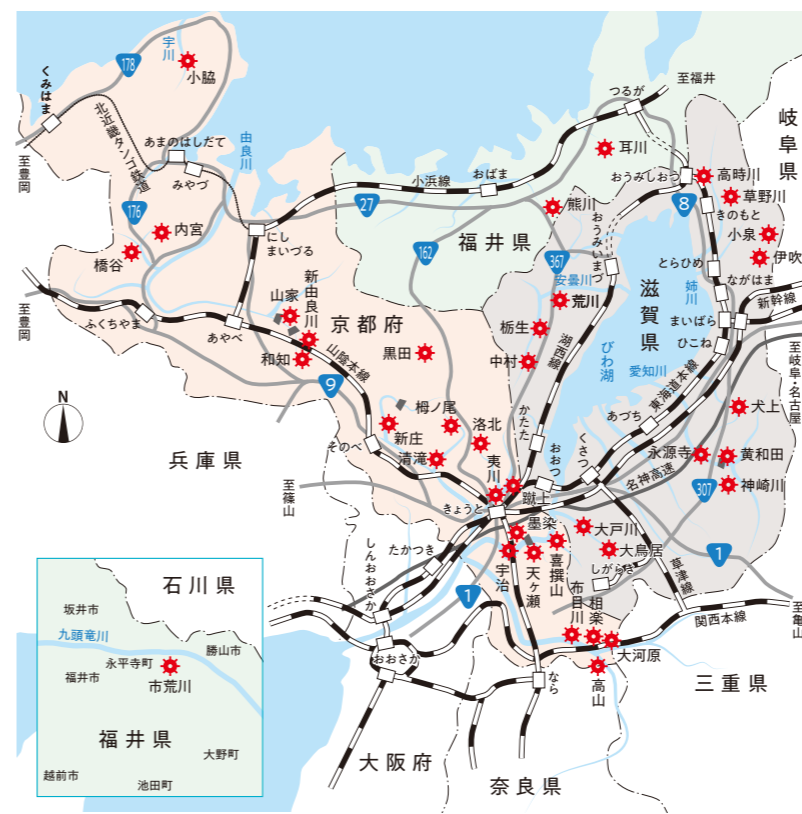 宇川
178
小脇
くみはま
北近畿タンゴ鉄道
あまのはしだて
みやづ
由良川
至豊岡
176
内宮
橋谷
にし
まいづる
小浜線
おばま
27
162
福井県
つるが
至福井
耳川
おうみしおつ
高時川
岐阜県
草野川
8
きのもと
小泉
伊吹
熊川
おうみいまづ
367
とらひめ
ながはま
安曇川
荒川
滋賀県
姉川
新幹線
まいばら
ひこね
至岐阜・名古屋
栃生
湖西線
びわ湖
愛知川
中村
至豊岡
ふくちやま
あやべ
山家
新由良川
京都府
和知
山陰本線
黒田
9
N
兵庫県
栂ノ尾
新庄
洛北
清滝
そのべ
夷川
かたた
おおつ
くさつ
あづち
東海道本線
犬上
永源寺
黄和田
名神高速
307
神崎川
至篠山
きょうと
蹴上
墨染
大戸川
大鳥居
しがらき
1
たかつき
しんおおさか
宇治
天ヶ瀬
喜撰山
草津線
布目川
相楽
関西本線
至亀山
1
おおさか
大河原
なら
高山
三重県
大阪府
奈良県
石川県
坂井市
九頭竜川
勝山市
永平寺町
福井市
市荒川
福井県
大野町
越前市
池田町